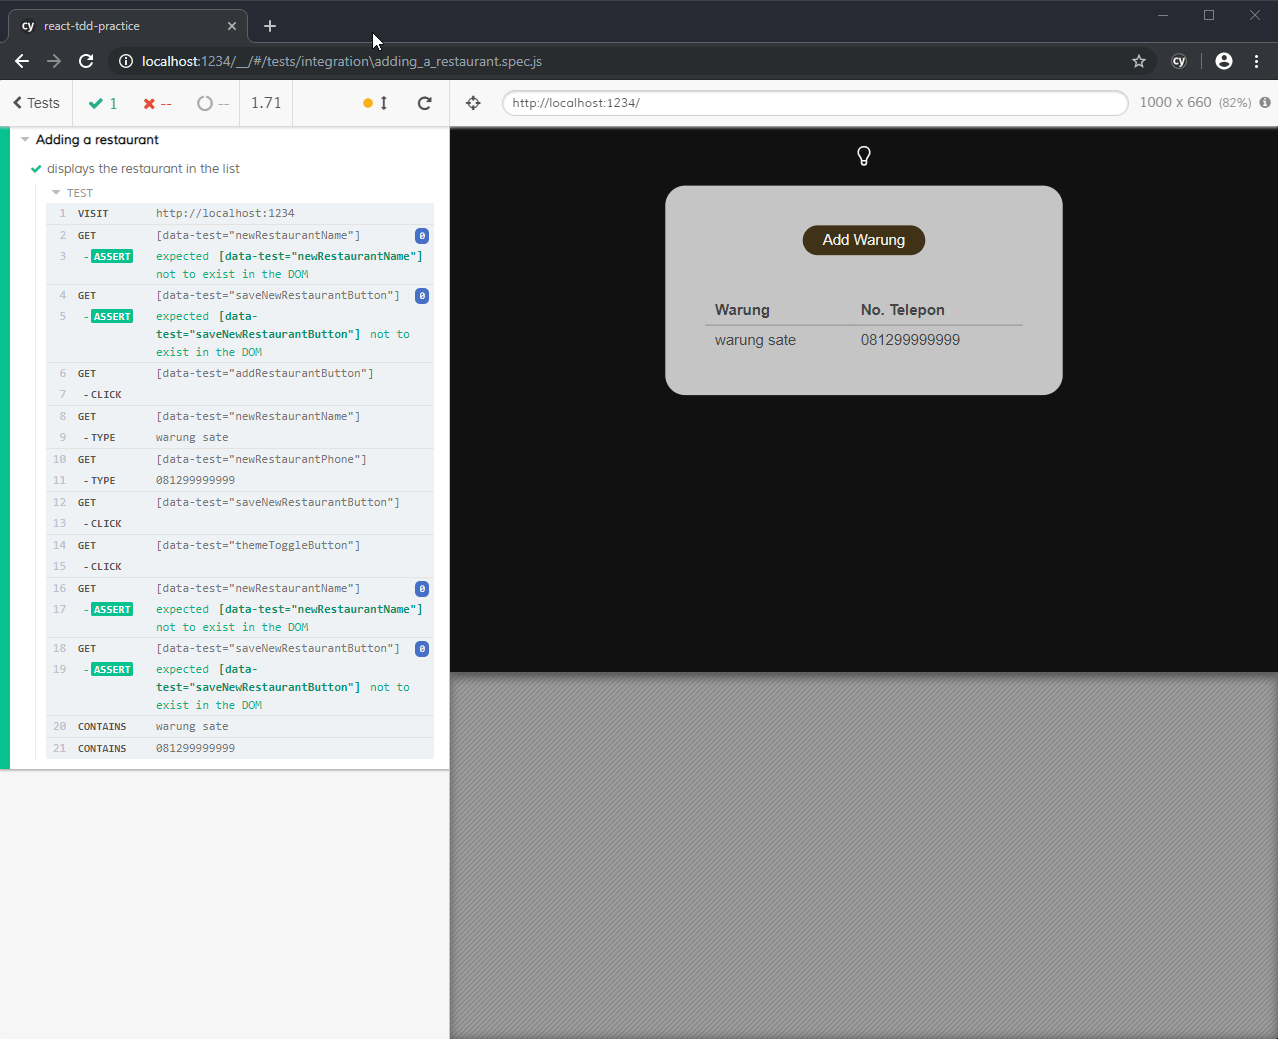 cy react-tdd-practice
localhost:1234/__/#/tests/integration\adding_a_restaurant.spec.js
cy
Tests
1
--
--
1.71
http://localhost:1234/
1000 x 660 (82%)
Adding a restaurant
displays the restaurant in the list
TEST
1 VISIT http://localhost:1234
2 GET [data-test="newRestaurantName"] 0
3 -ASSERT expected [data-test="newRestaurantName"]
not to exist in the DOM
4 GET [data-test="saveNewRestaurantButton"] 0
5 -ASSERT expected [data-
test="saveNewRestaurantButton"] not to
exist in the DOM
6 GET [data-test="addRestaurantButton"]
7 -CLICK
8 GET [data-test="newRestaurantName"]
9 -TYPE warung sate
10 GET [data-test="newRestaurantPhone"]
11 -TYPE 081299999999
12 GET [data-test="saveNewRestaurantButton"]
13 -CLICK
14 GET [data-test="themeToggleButton"]
15 -CLICK
16 GET [data-test="newRestaurantName"] 0
17 -ASSERT expected [data-test="newRestaurantName"]
not to exist in the DOM
18 GET [data-test="saveNewRestaurantButton"] 0
19 -ASSERT expected [data-
test="saveNewRestaurantButton"] not to
exist in the DOM
20 CONTAINS warung sate
21 CONTAINS 081299999999
Add Warung
Warung No. Telepon
warung sate 081299999999